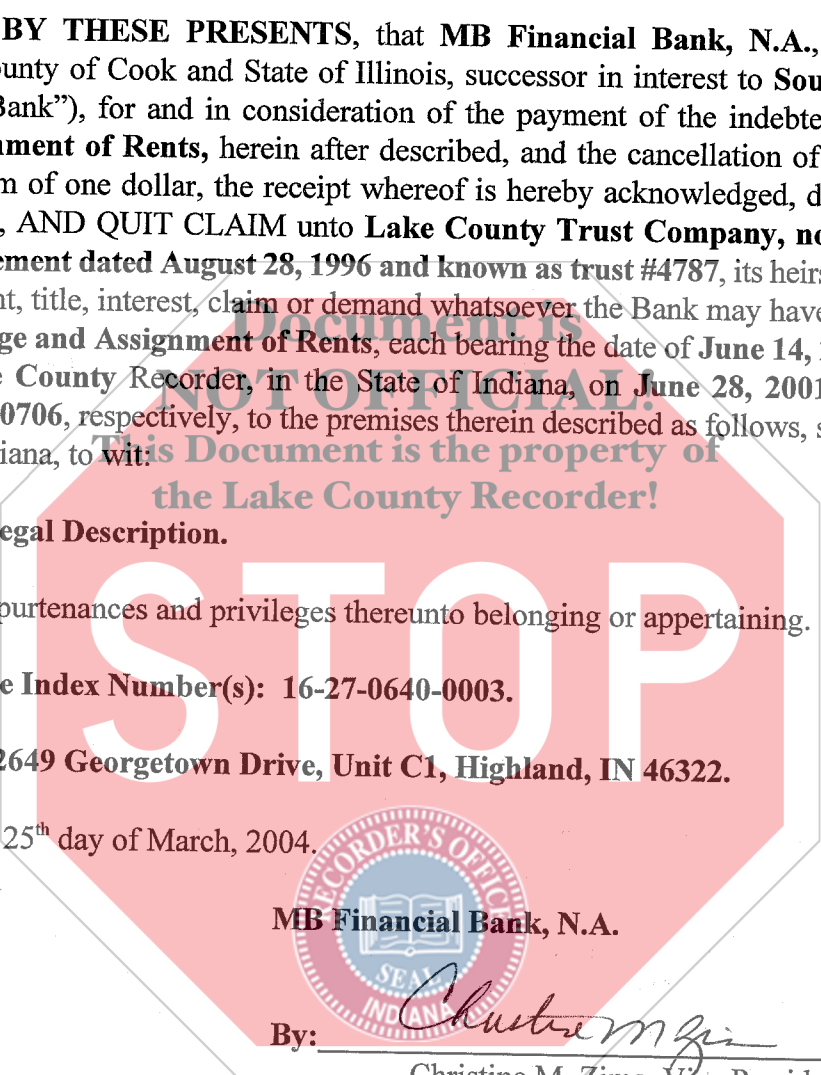 BY THESE PRESENTS, that MB Financial Bank, N.A.,
ounty of Cook and State of Illinois, successor in interest to Sou
Bank”), for and in consideration of the payment of the indebte
nment of Rents, herein after described, and the cancellation of
m of one dollar, the receipt whereof is hereby acknowledged, d
, AND QUIT CLAIM unto Lake County Trust Company, no
ement dated August 28, 1996 and known as trust #4787, its heirs
nt, title, interest, claim or demand whatsoever the Bank may have
Document is
ge and Assignment of Rents, each bearing the date of June 14,
NOT OFFICIAL!
e County Recorder, in the State of Indiana, on June 28, 2001
0706, respectively, to the premises therein described as follows, s
This Document is the property of
iana, to wit:
the Lake County Recorder!
egal Description.
STOP
purtenances and privileges thereunto belonging or appertaining.
e Index Number(s): 16-27-0640-0003.
2649 Georgetown Drive, Unit C1, Highland, IN 46322.
25th day of March, 2004.
RECORDER'S OFFICE
MB Financial Bank, N.A.
SEAL
INDIANA
By:
Christine M.